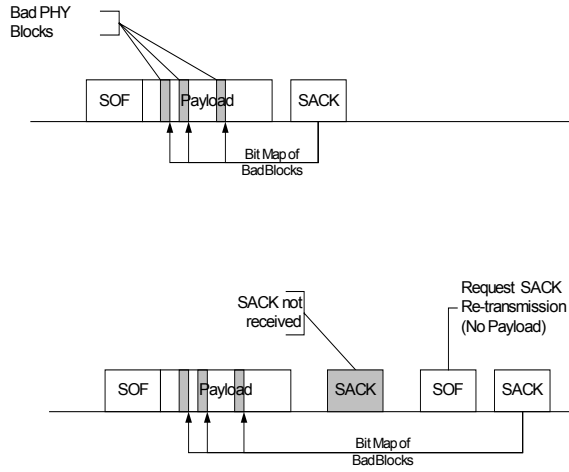 Bad PHY
Blocks
SOF
Payload
SACK
Bit Map of
Bad Blocks
SACK not
received
Request SACK
Re-transmission
(No Payload)
SOF
Payload
SACK
SOF
SACK
Bit Map of
Bad Blocks